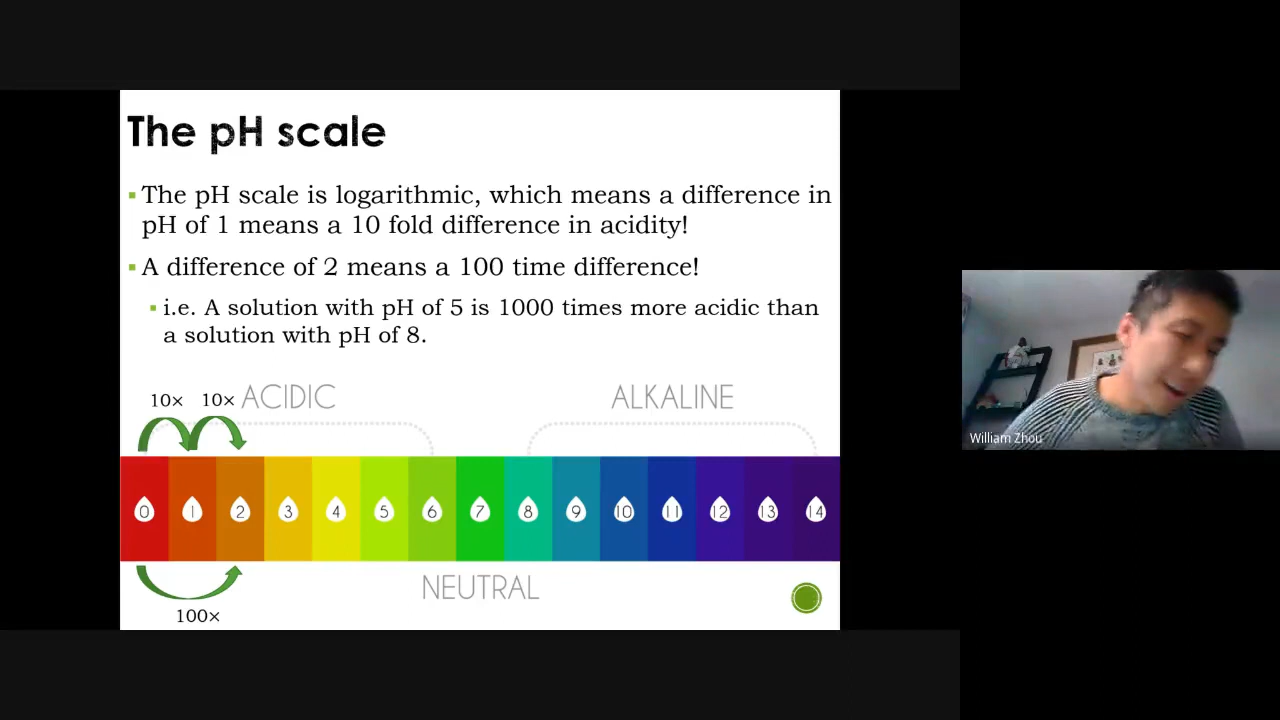 The pH scale
The pH scale is logarithmic, which means a difference in
pH of 1 means a 10 fold difference in acidity!
A difference of 2 means a 100 time difference!
i.e. A solution with pH of 5 is 1000 times more acidic than
a solution with pH of 8.
10× 10× ACIDIC ALKALINE
0 1 2 3 4 5 6 7 8 9 10 11 12 13 14
NEUTRAL
100×
William Zhou